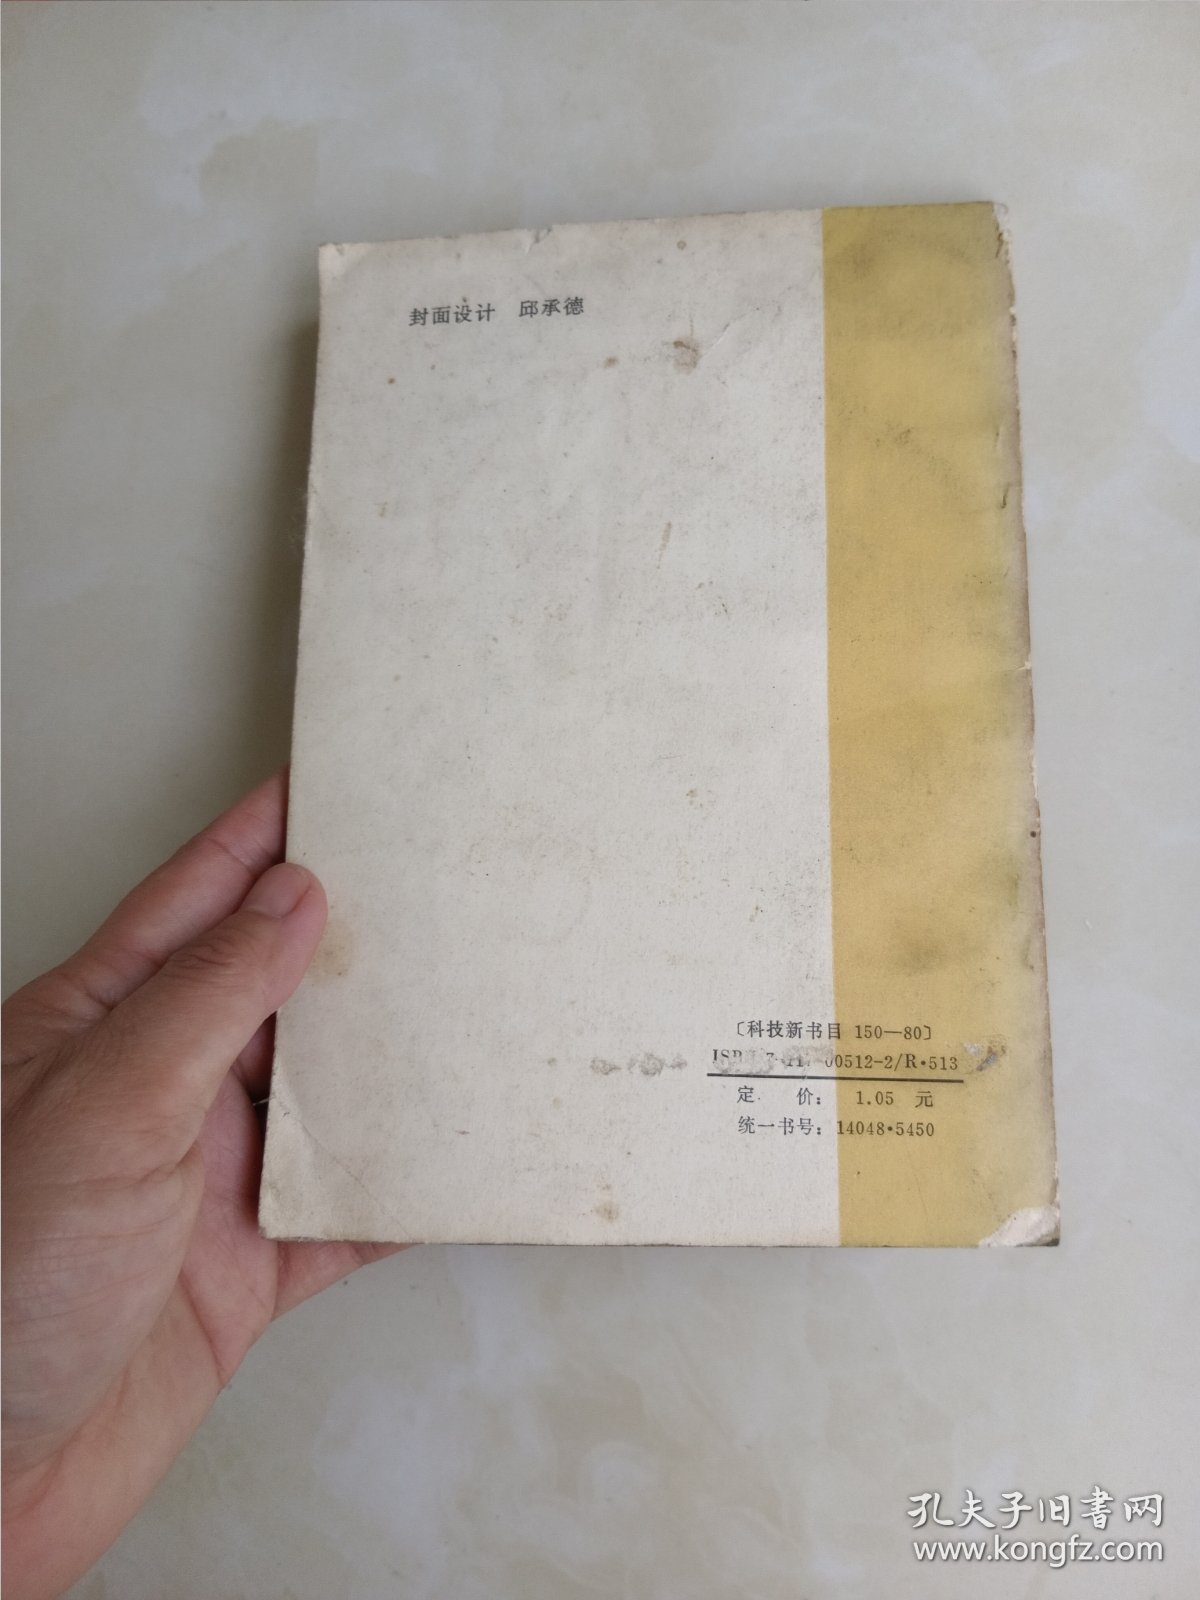 封面设计 邱承德
〔科技新书目 150—80〕
00512-2/R·513
定 价： 1.05 元
统一书号：14048·5450
孔夫子旧书网
www.kongfz.com